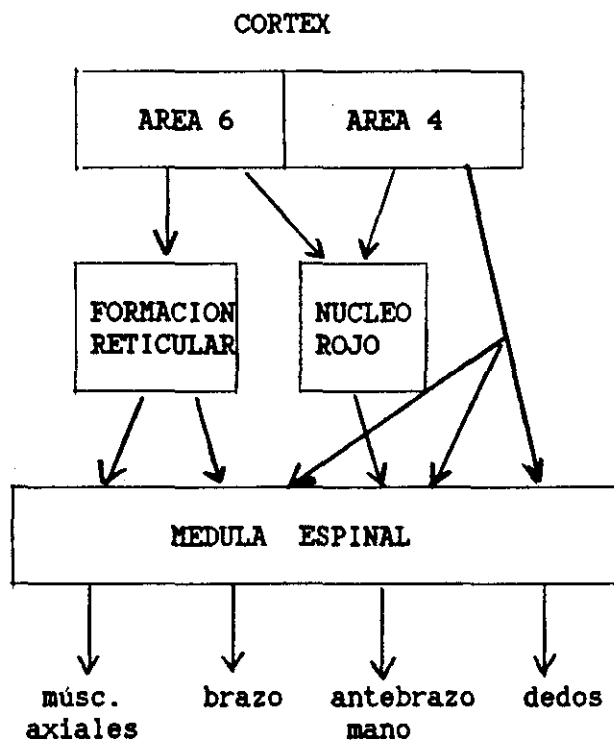 CORTEX
AREA 6
AREA 4
FORMACION
RETICULAR
NUCLEO
ROJO
MEDULA ESPINAL
músc.
axiales
brazo
antebrazo
mano
dedos